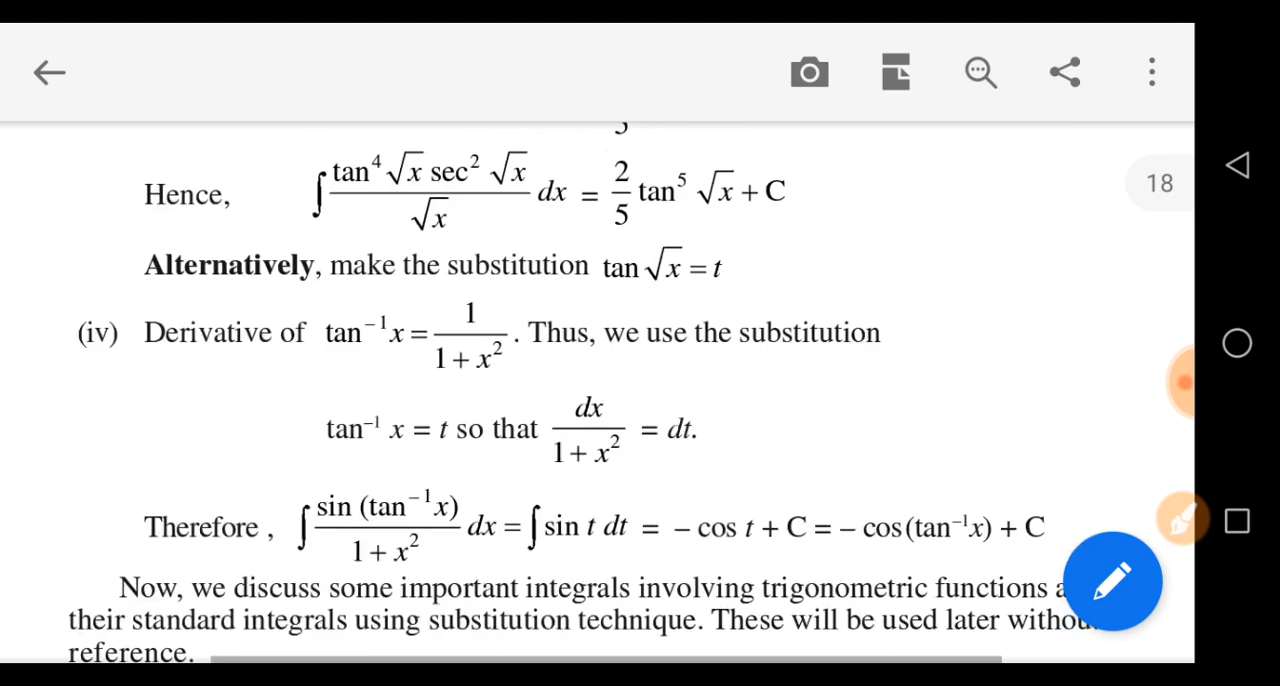 18
Hence, ∫ tan⁴ √x sec² √x / √x dx = 2/5 tan⁵ √x + C
Alternatively, make the substitution tan √x = t
(iv) Derivative of tan⁻¹x = 1 / 1 + x² . Thus, we use the substitution
tan⁻¹ x = t so that dx / 1 + x² = dt.
Therefore , ∫ sin (tan⁻¹x) / 1 + x² dx = ∫ sin t dt = – cos t + C = – cos (tan⁻¹x) + C
Now, we discuss some important integrals involving trigonometric functions
their standard integrals using substitution technique. These will be used later
reference.